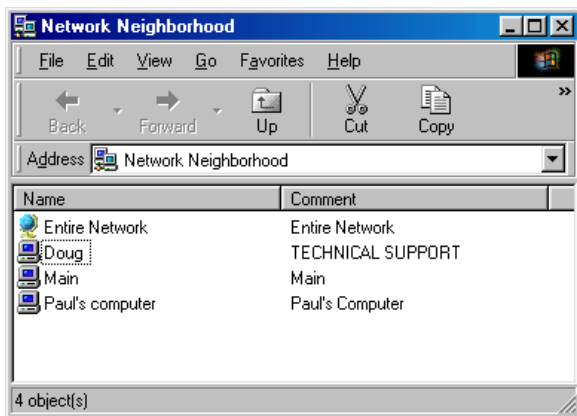 Network Neighborhood
File Edit View Go Favorites Help
Back Forward Up Cut Copy »
Address Network Neighborhood
Name Comment
Entire Network Entire Network
Doug TECHNICAL SUPPORT
Main Main
Paul's computer Paul's Computer
4 object(s)